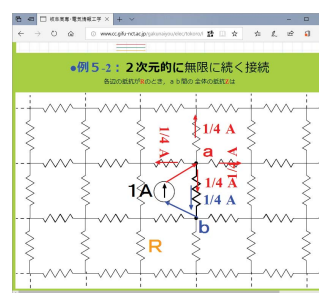 岐阜高専-電気情報工学
www.gifu-nct.ac.jp
●例５-2：２次元的に無限に続く接続
各辺の抵抗がRのとき、ａｂ間の 全体の抵抗は
1/4 A
1/4 A
1/4 A
a
1/4 A
1/4 A
1A
b
R